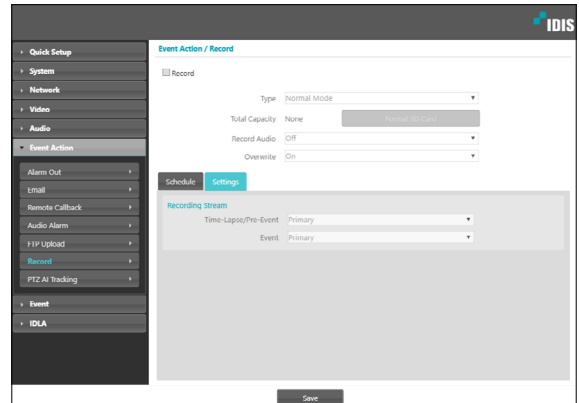 IDIS
Quick Setup
System
Network
Video
Audio
Event Action
Alarm Out
Email
Remote Callback
Audio Alarm
FTP Upload
Record
PTZ AI Tracking
Event
IDLA
Event Action / Record
Record
Type Normal Mode
Total Capacity None Format SD Card
Record Audio Off
Overwrite On
Schedule Settings
Recording Stream
Time-Lapse/Pre-Event Primary
Event Primary
Save